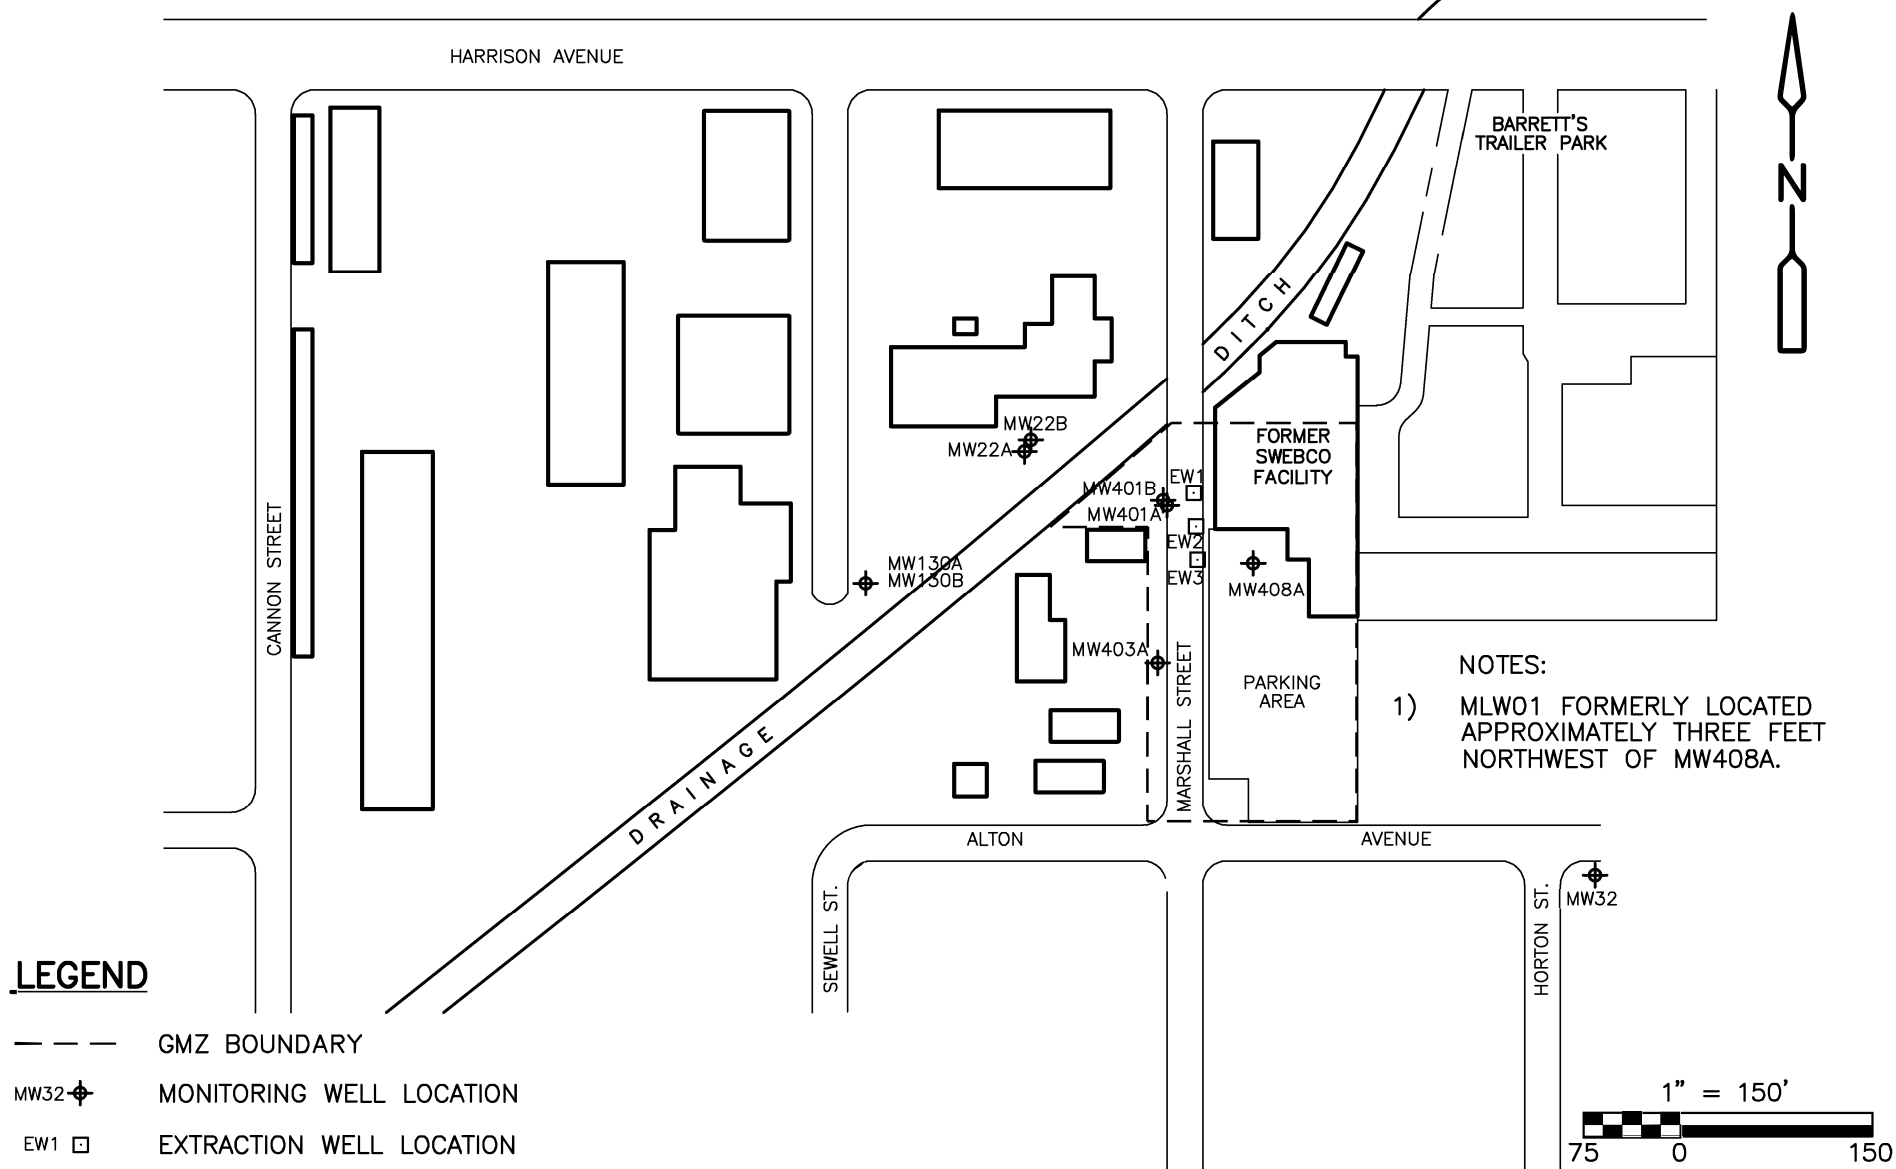 HARRISON AVENUE
BARRETT'S
TRAILER PARK
N
DITCH
MW22B
MW22A
FORMER
SWEBCO
FACILITY
EW1
MW401B
MW401A
EW2
EW3
MW130A
MW130B
MW408A
CANNON STREET
MW403A
MARSHALL STREET
PARKING
AREA
NOTES:
1) MLW01 FORMERLY LOCATED
APPROXIMATELY THREE FEET
NORTHWEST OF MW408A.
DRAINAGE
ALTON AVENUE
MW32
SEWELL ST.
HORTON ST.
LEGEND
GMZ BOUNDARY
MW32 MONITORING WELL LOCATION
EW1 EXTRACTION WELL LOCATION
1" = 150'
75 0 150